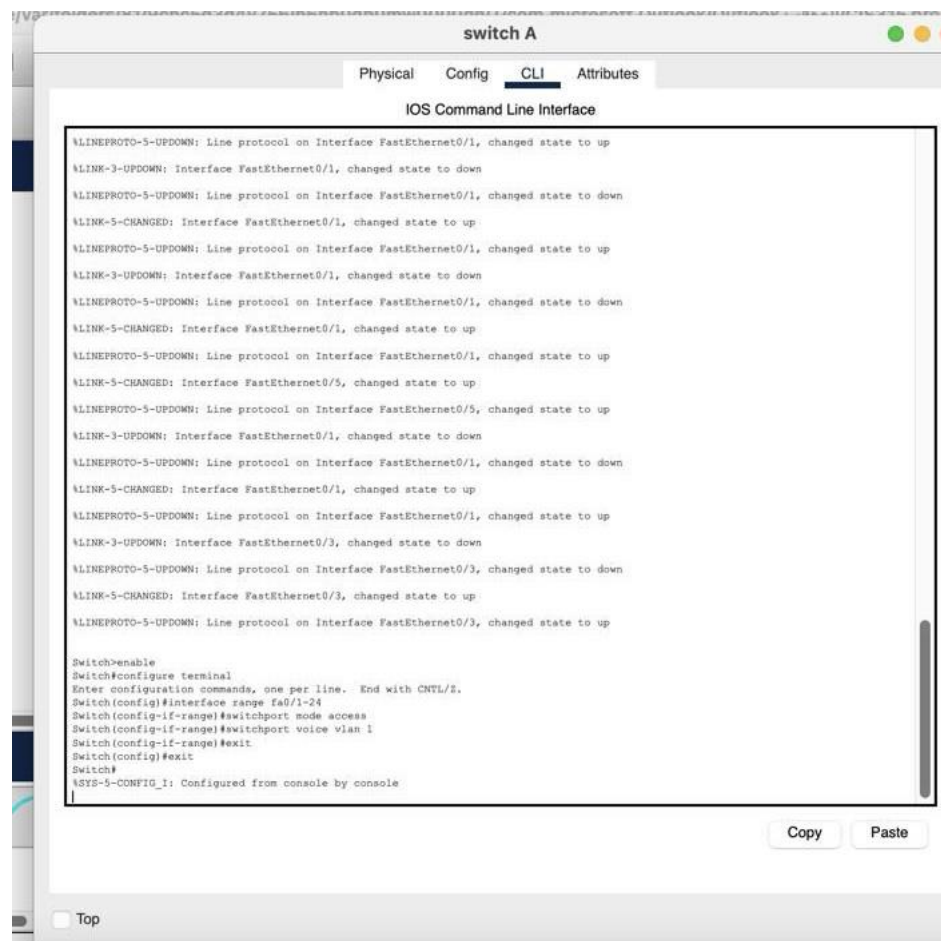 switch A
Physical Config CLI Attributes
IOS Command Line Interface
%LINEPROTO-5-UPDOWN: Line protocol on Interface FastEthernet0/1, changed state to up
%LINK-3-UPDOWN: Interface FastEthernet0/1, changed state to down
%LINEPROTO-5-UPDOWN: Line protocol on Interface FastEthernet0/1, changed state to down
%LINK-5-CHANGED: Interface FastEthernet0/1, changed state to up
%LINEPROTO-5-UPDOWN: Line protocol on Interface FastEthernet0/1, changed state to up
%LINK-3-UPDOWN: Interface FastEthernet0/1, changed state to down
%LINEPROTO-5-UPDOWN: Line protocol on Interface FastEthernet0/1, changed state to down
%LINK-5-CHANGED: Interface FastEthernet0/1, changed state to up
%LINEPROTO-5-UPDOWN: Line protocol on Interface FastEthernet0/1, changed state to up
%LINK-5-CHANGED: Interface FastEthernet0/5, changed state to up
%LINEPROTO-5-UPDOWN: Line protocol on Interface FastEthernet0/5, changed state to up
%LINK-3-UPDOWN: Interface FastEthernet0/1, changed state to down
%LINEPROTO-5-UPDOWN: Line protocol on Interface FastEthernet0/1, changed state to down
%LINK-5-CHANGED: Interface FastEthernet0/1, changed state to up
%LINEPROTO-5-UPDOWN: Line protocol on Interface FastEthernet0/1, changed state to up
%LINK-3-UPDOWN: Interface FastEthernet0/3, changed state to down
%LINEPROTO-5-UPDOWN: Line protocol on Interface FastEthernet0/3, changed state to down
%LINK-5-CHANGED: Interface FastEthernet0/3, changed state to up
%LINEPROTO-5-UPDOWN: Line protocol on Interface FastEthernet0/3, changed state to up
Switch>enable
Switch#configure terminal
Enter configuration commands, one per line. End with CNTL/Z.
Switch(config)#interface range fa0/1-24
Switch(config-if-range)#switchport mode access
Switch(config-if-range)#switchport voice vlan 1
Switch(config-if-range)#exit
Switch(config)#exit
Switch#
%SYS-5-CONFIG_I: Configured from console by console
Copy Paste
Top